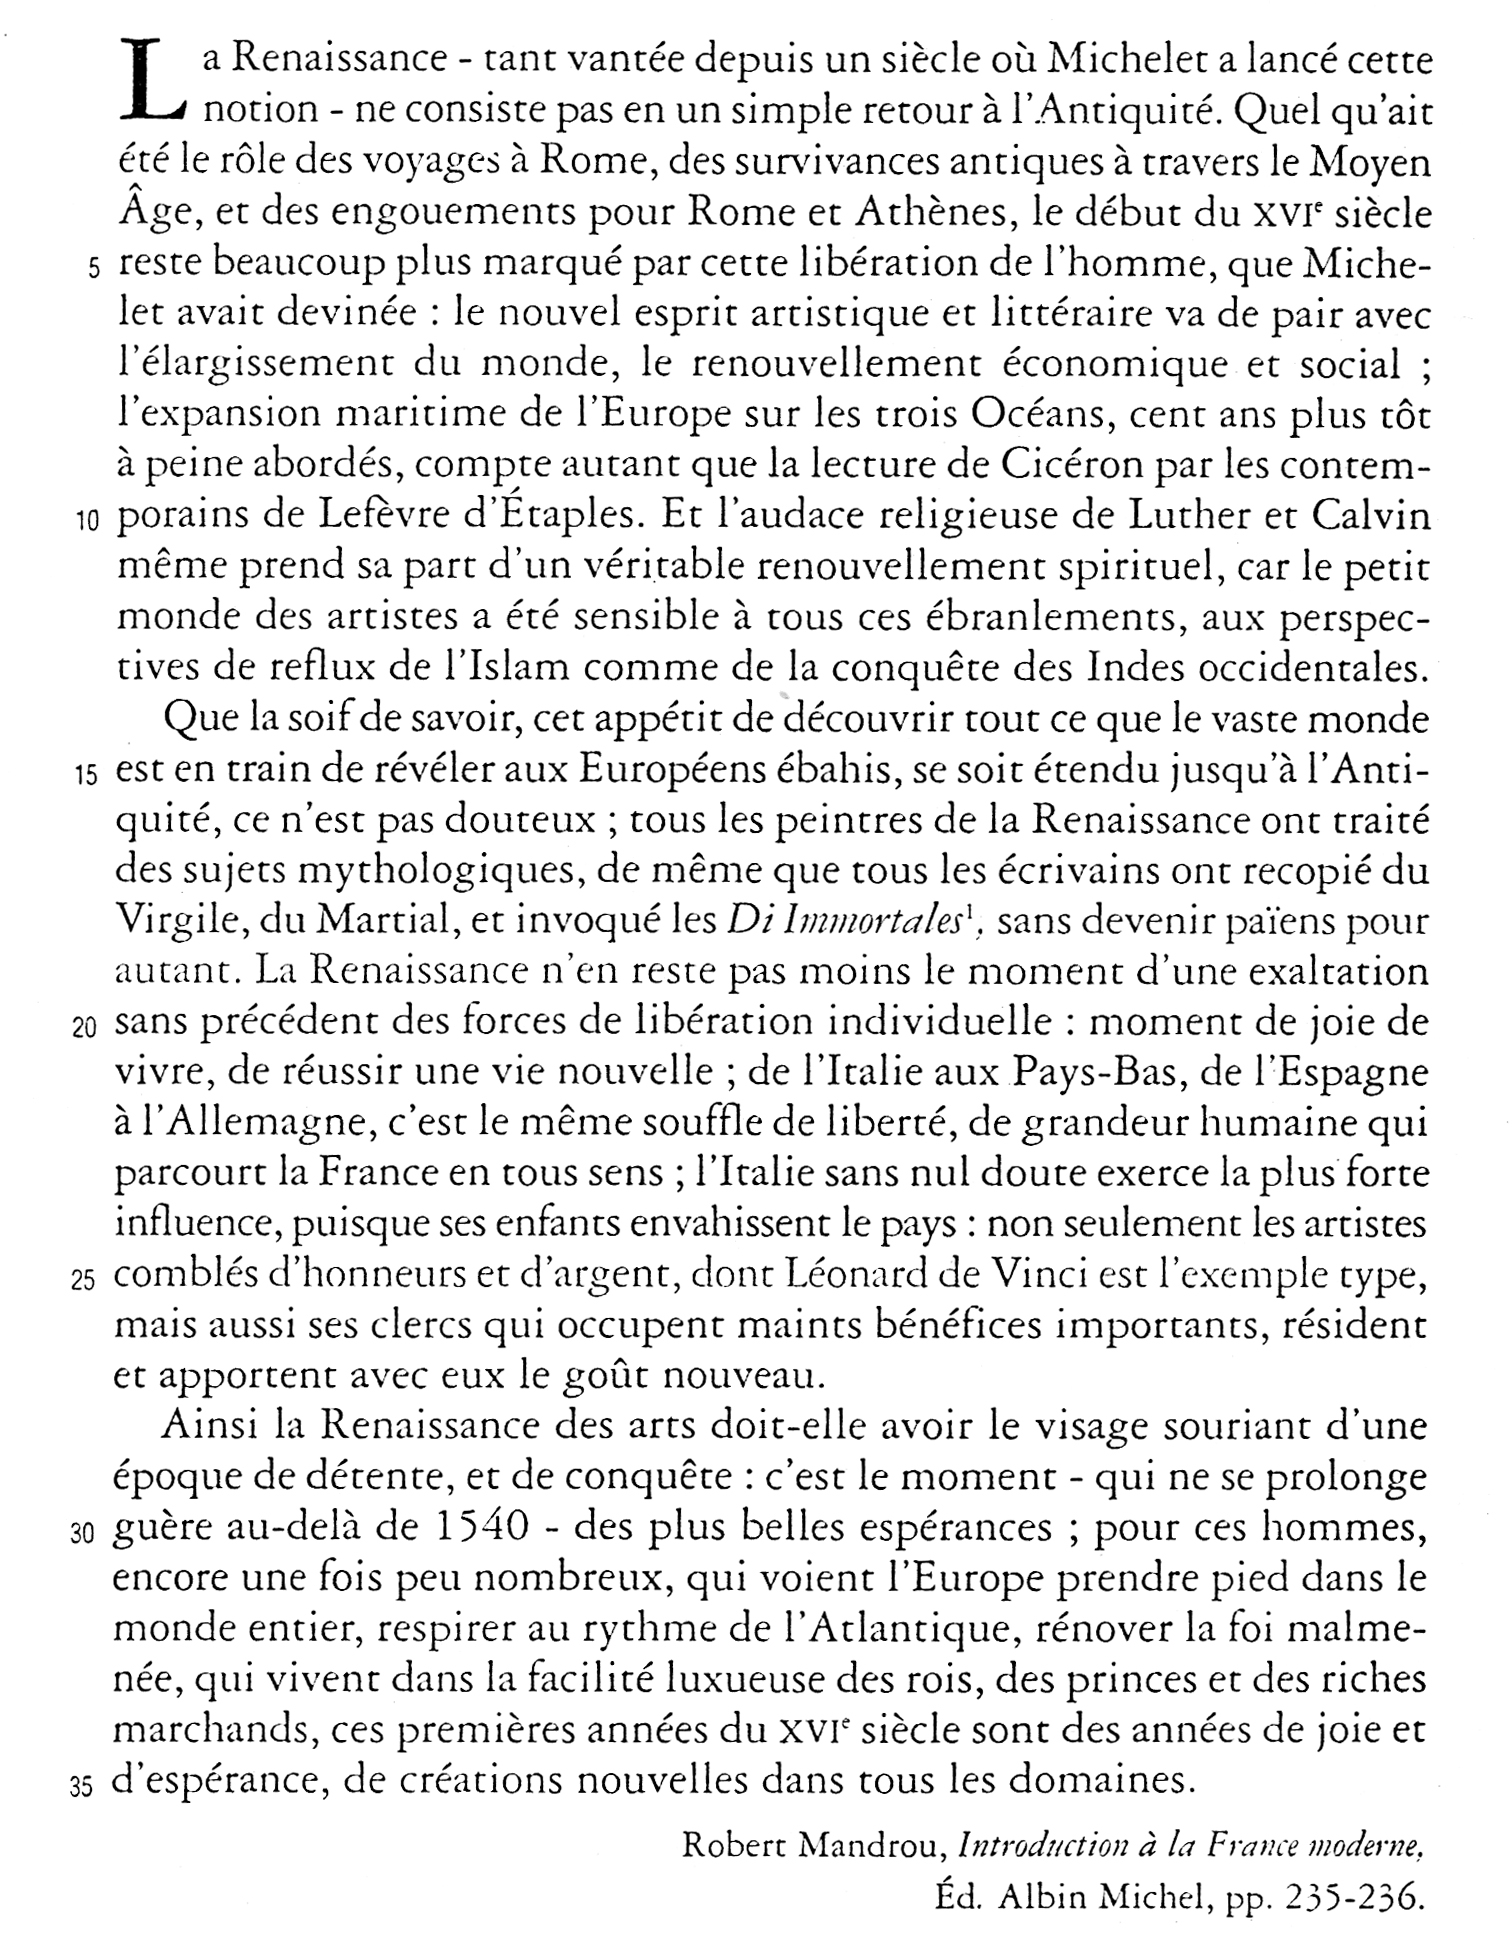 La Renaissance - tant vantée depuis un siècle où Michelet a lancé cette
notion - ne consiste pas en un simple retour à l'Antiquité. Quel qu'ait
été le rôle des voyages à Rome, des survivances antiques à travers le Moyen
Âge, et des engouements pour Rome et Athènes, le début du XVIe siècle
5 reste beaucoup plus marqué par cette libération de l'homme, que Miche-
let avait devinée : le nouvel esprit artistique et littéraire va de pair avec
l'élargissement du monde, le renouvellement économique et social ;
l'expansion maritime de l'Europe sur les trois Océans, cent ans plus tôt
à peine abordés, compte autant que la lecture de Cicéron par les contem-
10 porains de Lefèvre d'Étaples. Et l'audace religieuse de Luther et Calvin
même prend sa part d'un véritable renouvellement spirituel, car le petit
monde des artistes a été sensible à tous ces ébranlements, aux perspec-
tives de reflux de l'Islam comme de la conquête des Indes occidentales.
Que la soif de savoir, cet appétit de découvrir tout ce que le vaste monde
15 est en train de révéler aux Européens ébahis, se soit étendu jusqu'à l'Anti-
quité, ce n'est pas douteux ; tous les peintres de la Renaissance ont traité
des sujets mythologiques, de même que tous les écrivains ont recopié du
Virgile, du Martial, et invoqué les Di Immortales¹, sans devenir païens pour
autant. La Renaissance n'en reste pas moins le moment d'une exaltation
20 sans précédent des forces de libération individuelle : moment de joie de
vivre, de réussir une vie nouvelle ; de l'Italie aux Pays-Bas, de l'Espagne
à l'Allemagne, c'est le même souffle de liberté, de grandeur humaine qui
parcourt la France en tous sens ; l'Italie sans nul doute exerce la plus forte
influence, puisque ses enfants envahissent le pays : non seulement les artistes
25 comblés d'honneurs et d'argent, dont Léonard de Vinci est l'exemple type,
mais aussi ses clercs qui occupent maints bénéfices importants, résident
et apportent avec eux le goût nouveau.
Ainsi la Renaissance des arts doit-elle avoir le visage souriant d'une
époque de détente, et de conquête : c'est le moment - qui ne se prolonge
30 guère au-delà de 1540 - des plus belles espérances ; pour ces hommes,
encore une fois peu nombreux, qui voient l'Europe prendre pied dans le
monde entier, respirer au rythme de l'Atlantique, rénover la foi malme-
née, qui vivent dans la facilité luxueuse des rois, des princes et des riches
marchands, ces premières années du XVIe siècle sont des années de joie et
35 d'espérance, de créations nouvelles dans tous les domaines.
Robert Mandrou, Introduction à la France moderne,
Éd. Albin Michel, pp. 235-236.